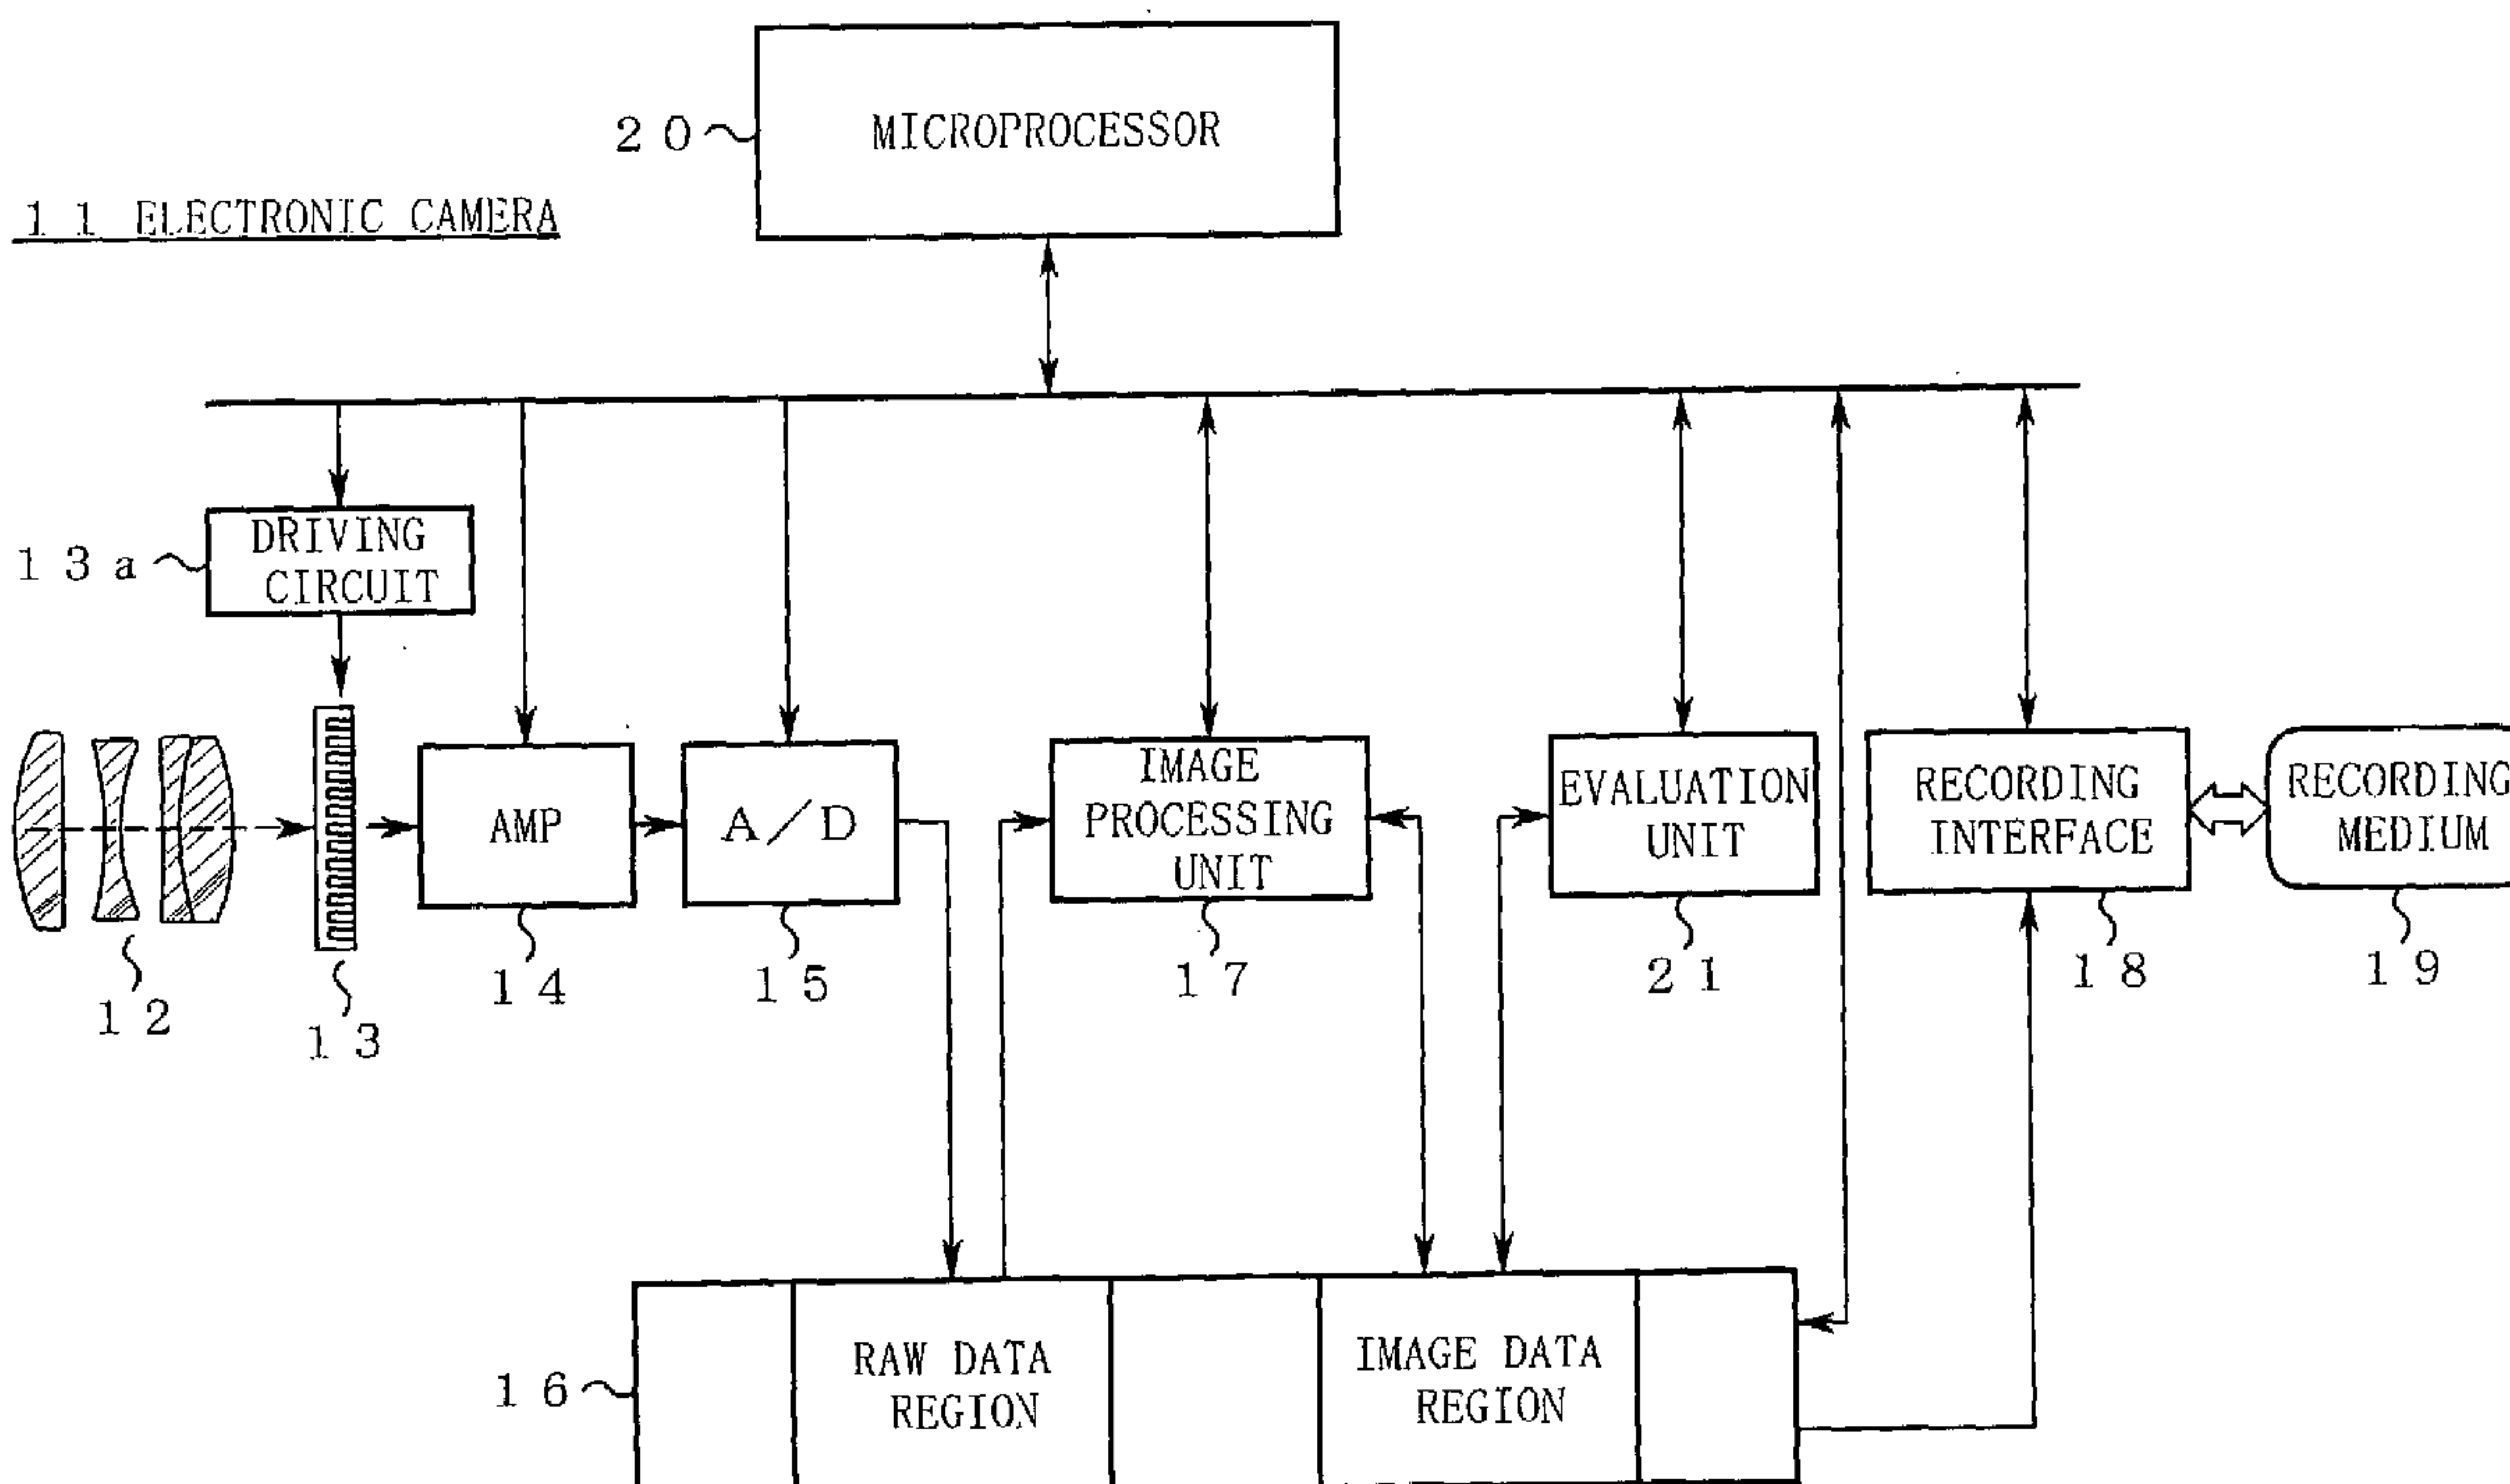 20
MICROPROCESSOR
11 ELECTRONIC CAMERA
13a
DRIVING
CIRCUIT
AMP
A/D
IMAGE
PROCESSING
UNIT
EVALUATION
UNIT
RECORDING
INTERFACE
RECORDING
MEDIUM
12
13
14
15
17
21
18
19
16
RAW DATA
REGION
IMAGE DATA
REGION